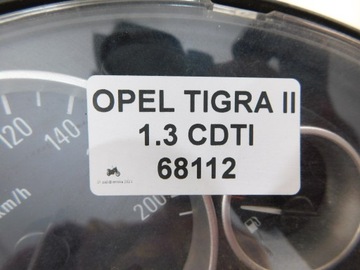 OPEL TIGRA II
1.3 CDTI
68112
120
140
200
km/h